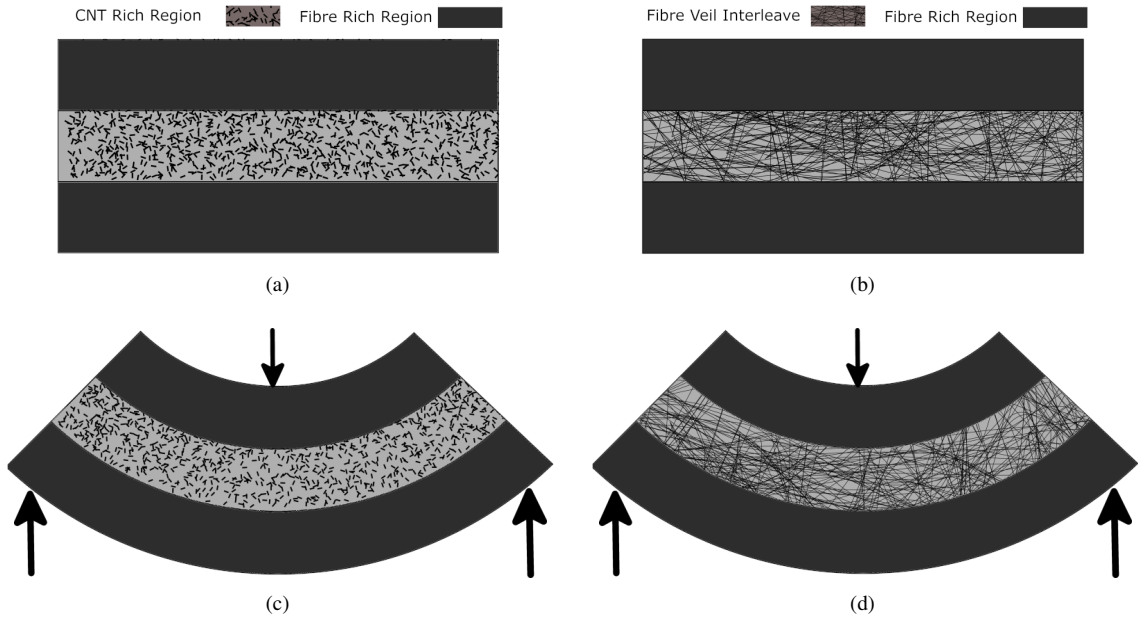 CNT Rich Region Fibre Rich Region
Fibre Veil Interleave Fibre Rich Region
(a)
(b)
(c)
(d)